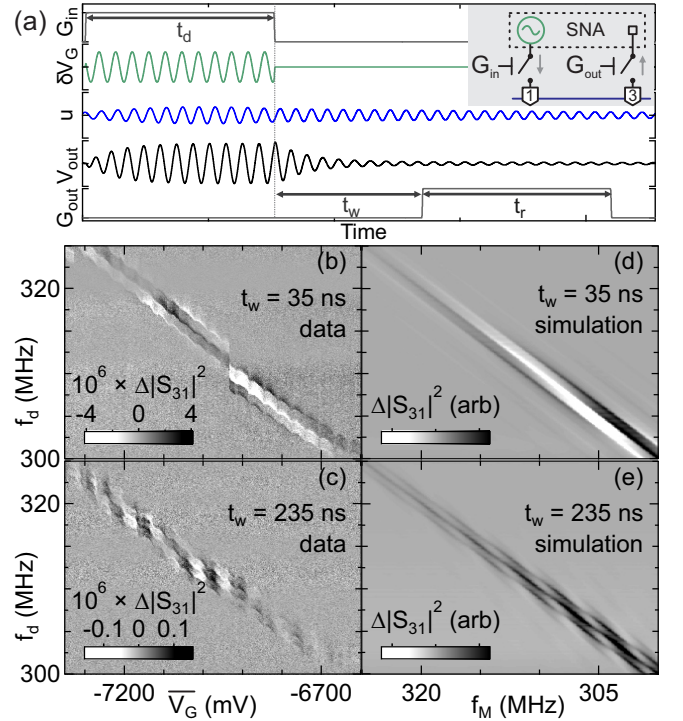 (a)
G_in
t_d
δV_G
u
V_out
G_out
t_w
t_r
Time
SNA
G_in
G_out
1
3
(b)
t_w = 35 ns
data
10^6 × Δ|S_31|^2
-4 0 4
f_d (MHz)
320
300
(d)
t_w = 35 ns
simulation
Δ|S_31|^2 (arb)
(c)
t_w = 235 ns
data
10^6 × Δ|S_31|^2
-0.1 0 0.1
f_d (MHz)
320
300
-7200 -6700
V̅_G̅ (mV)
(e)
t_w = 235 ns
simulation
Δ|S_31|^2 (arb)
320 305
f_M (MHz)